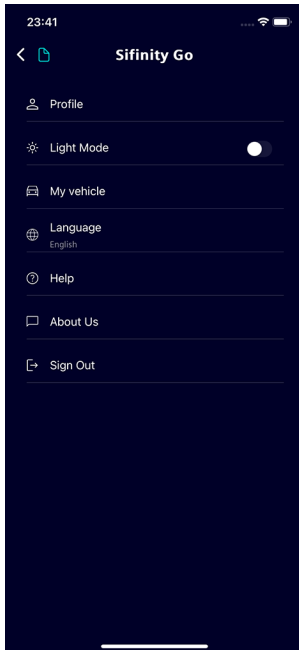 23:41
Sifinity Go
Profile
Light Mode
My vehicle
Language
English
Help
About Us
Sign Out